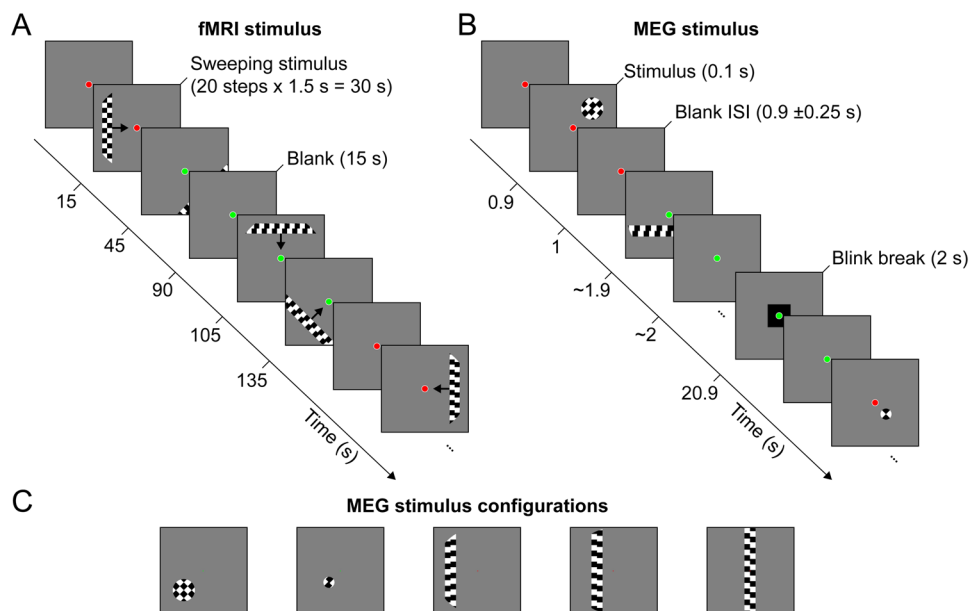 A
fMRI stimulus
Sweeping stimulus
(20 steps x 1.5 s = 30 s)
Blank (15 s)
15
45
90
105
135
Time (s)
...
B
MEG stimulus
Stimulus (0.1 s)
Blank ISI (0.9 ±0.25 s)
Blink break (2 s)
0.9
1
~1.9
~2
20.9
...
Time (s)
...
C
MEG stimulus configurations